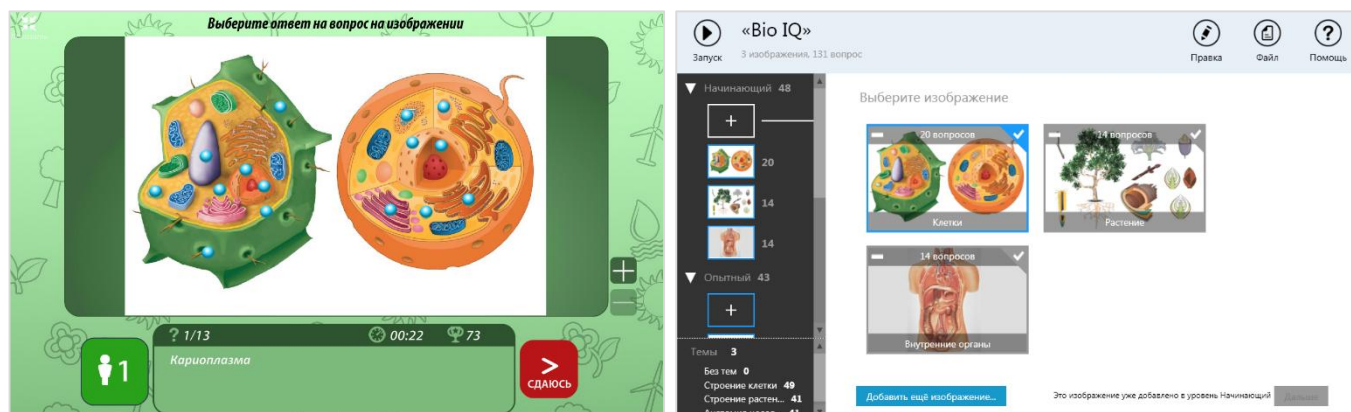 Выберите ответ на вопрос на изображении
? 1/13
00:22
73
1
Кариоплазма
>
СДАЮСЬ
Запуск
«Bio IQ»
3 изображения, 131 вопрос
Правка
Файл
?
Помощь
Начинающий 48
+
20
14
14
Опытный 43
+
Темы 3
Без тем 0
Строение клетки 49
Строение растен... 41
Выберите изображение
20 вопросов
Клетки
14 вопросов
Растение
14 вопросов
Внутренние органы
Добавить ещё изображение...
Это изображение уже добавлено в уровень Начинающий
Дальше